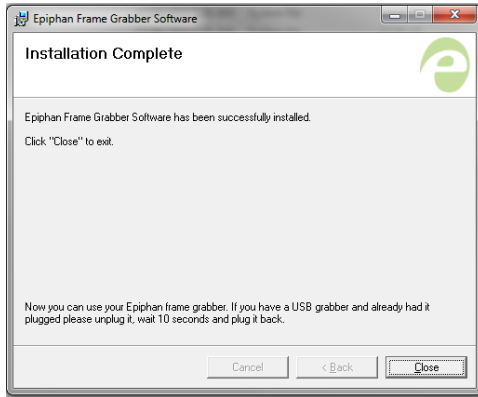 Epiphan Frame Grabber Software
Installation Complete
Epiphan Frame Grabber Software has been successfully installed.
Click "Close" to exit.
Now you can use your Epiphan frame grabber. If you have a USB grabber and already had it
plugged please unplug it, wait 10 seconds and plug it back.
Cancel < Back Close